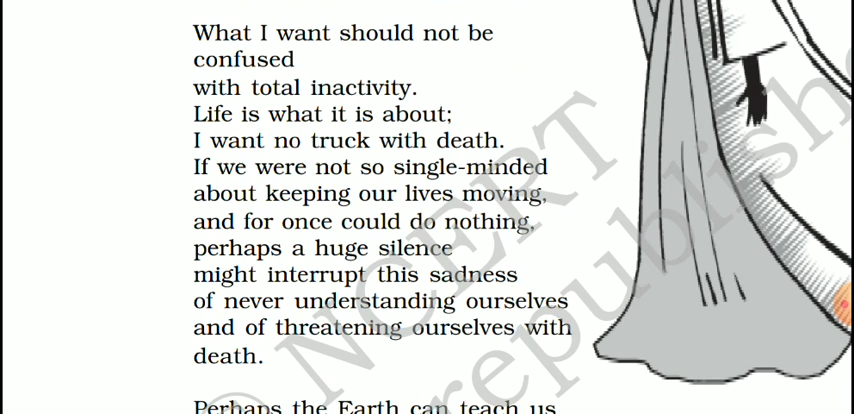 What I want should not be
confused
with total inactivity.
Life is what it is about;
I want no truck with death.
If we were not so single-minded
about keeping our lives moving,
and for once could do nothing,
perhaps a huge silence
might interrupt this sadness
of never understanding ourselves
and of threatening ourselves with
death.
Perhaps the Earth can teach us
© NCERT
republishe